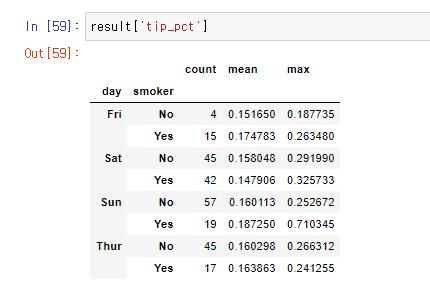 In [59]: result['tip_pct']
Out[59]:
count mean max
day smoker
Fri No 4 0.151650 0.187735
Yes 15 0.174783 0.263480
Sat No 45 0.158048 0.291990
Yes 42 0.147906 0.325733
Sun No 57 0.160113 0.252672
Yes 19 0.187250 0.710345
Thur No 45 0.160298 0.266312
Yes 17 0.163863 0.241255